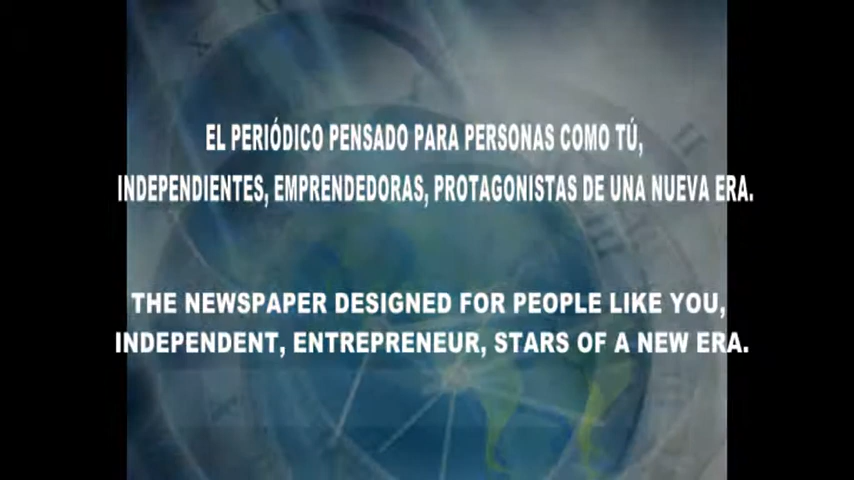 EL PERIÓDICO PENSADO PARA PERSONAS COMO TÚ,
INDEPENDIENTES, EMPRENDEDORAS, PROTAGONISTAS DE UNA NUEVA ERA.
THE NEWSPAPER DESIGNED FOR PEOPLE LIKE YOU,
INDEPENDENT, ENTREPRENEUR, STARS OF A NEW ERA.